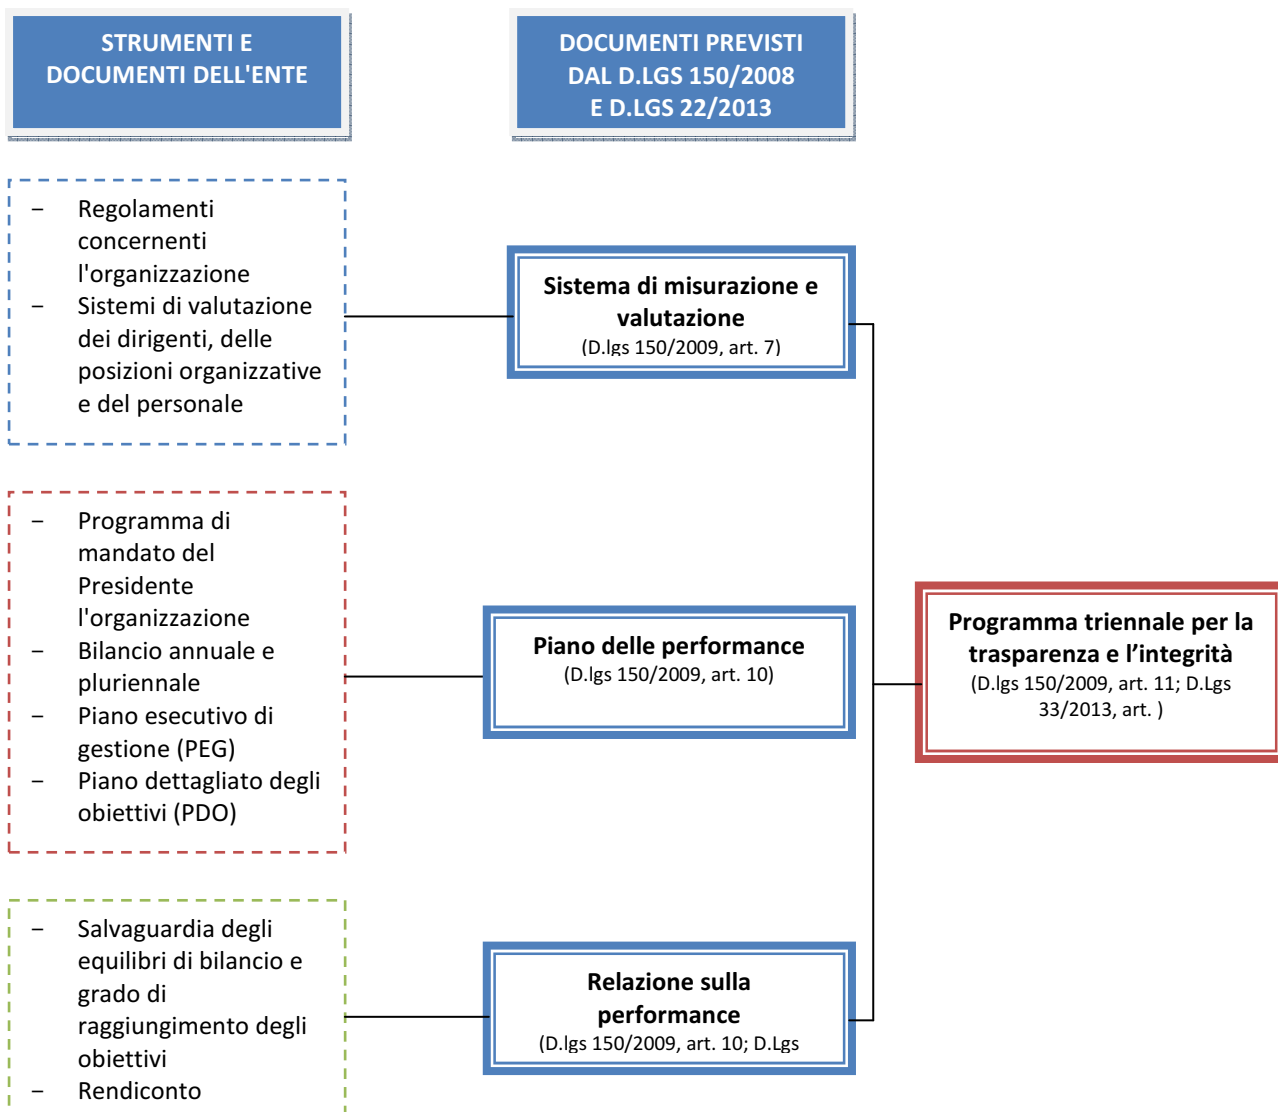 STRUMENTI E
DOCUMENTI DELL'ENTE
DOCUMENTI PREVISTI
DAL D.LGS 150/2008
E D.LGS 22/2013
– Regolamenti
concernenti
l'organizzazione
– Sistemi di valutazione
dei dirigenti, delle
posizioni organizzative
e del personale
Sistema di misurazione e
valutazione
(D.lgs 150/2009, art. 7)
– Programma di
mandato del
Presidente
l'organizzazione
– Bilancio annuale e
pluriennale
– Piano esecutivo di
gestione (PEG)
– Piano dettagliato degli
obiettivi (PDO)
Piano delle performance
(D.lgs 150/2009, art. 10)
Programma triennale per la
trasparenza e l’integrità
(D.lgs 150/2009, art. 11; D.Lgs
33/2013, art. )
– Salvaguardia degli
equilibri di bilancio e
grado di
raggiungimento degli
obiettivi
– Rendiconto
Relazione sulla
performance
(D.lgs 150/2009, art. 10; D.Lgs